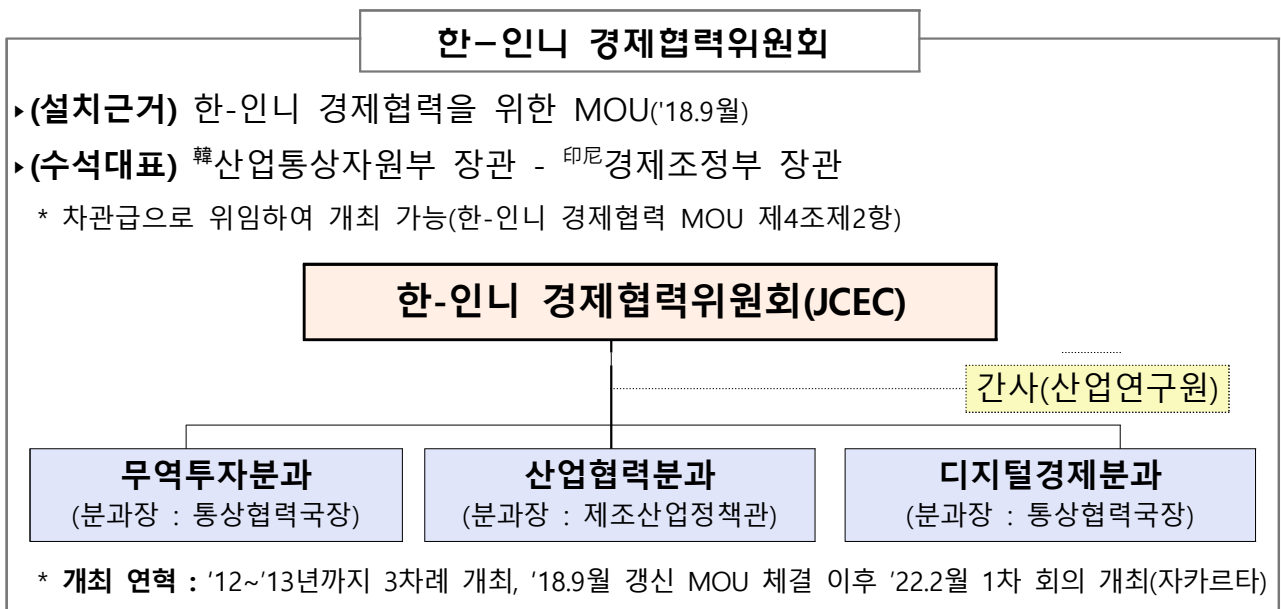 한-인니 경제협력위원회
▸(설치근거) 한-인니 경제협력을 위한 MOU('18.9월)
▸(수석대표) 韓산업통상자원부 장관 - 印尼경제조정부 장관
* 차관급으로 위임하여 개최 가능(한-인니 경제협력 MOU 제4조제2항)
한-인니 경제협력위원회(JCEC)
간사(산업연구원)
무역투자분과
(분과장 : 통상협력국장)
산업협력분과
(분과장 : 제조산업정책관)
디지털경제분과
(분과장 : 통상협력국장)
* 개최 연혁 : '12~'13년까지 3차례 개최, '18.9월 갱신 MOU 체결 이후 '22.2월 1차 회의 개최(자카르타)